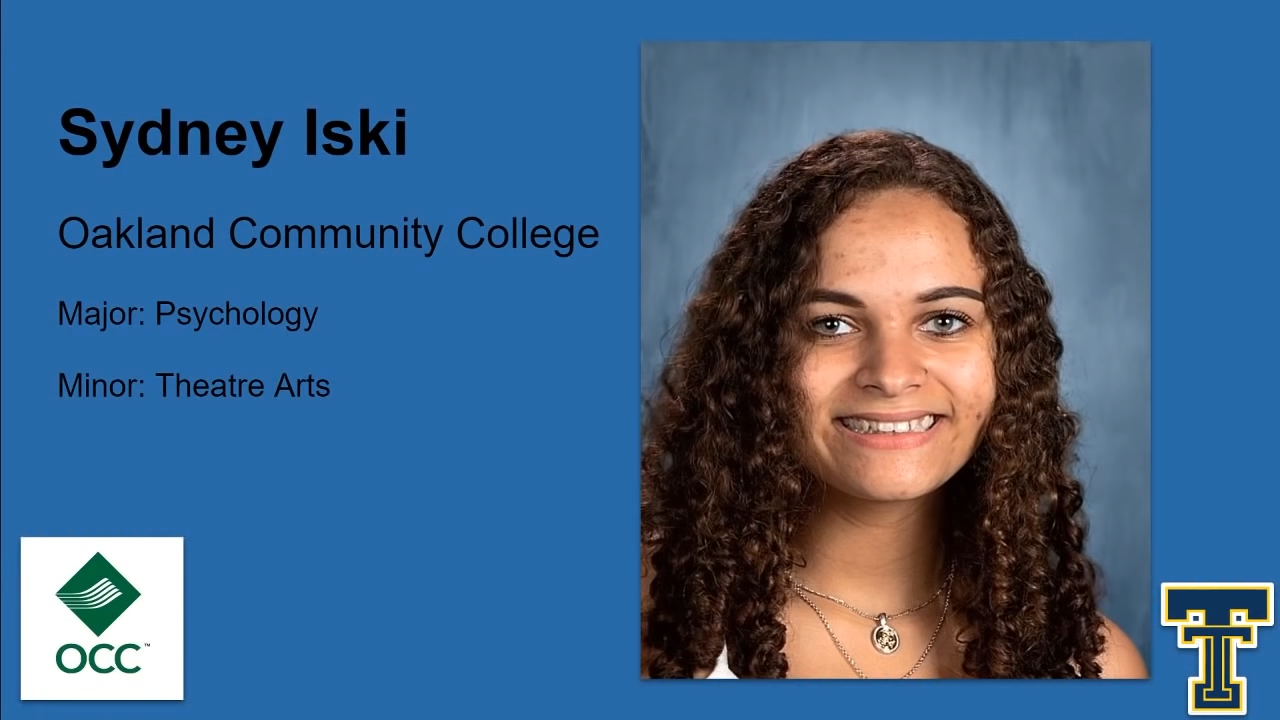 Sydney Iski
Oakland Community College
Major: Psychology
Minor: Theatre Arts
OCC™
T